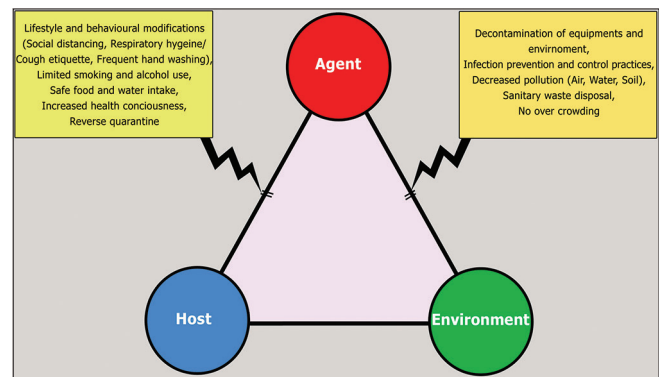 Lifestyle and behavioural modifications
(Social distancing, Respiratory hygeine/
Cough etiquette, Frequent hand washing),
Limited smoking and alcohol use,
Safe food and water intake,
Increased health conciousness,
Reverse quarantine
Agent
Decontamination of equipments and
envirnoment,
Infection prevention and control practices,
Decreased pollution (Air, Water, Soil),
Sanitary waste disposal,
No over crowding
Host
Environment